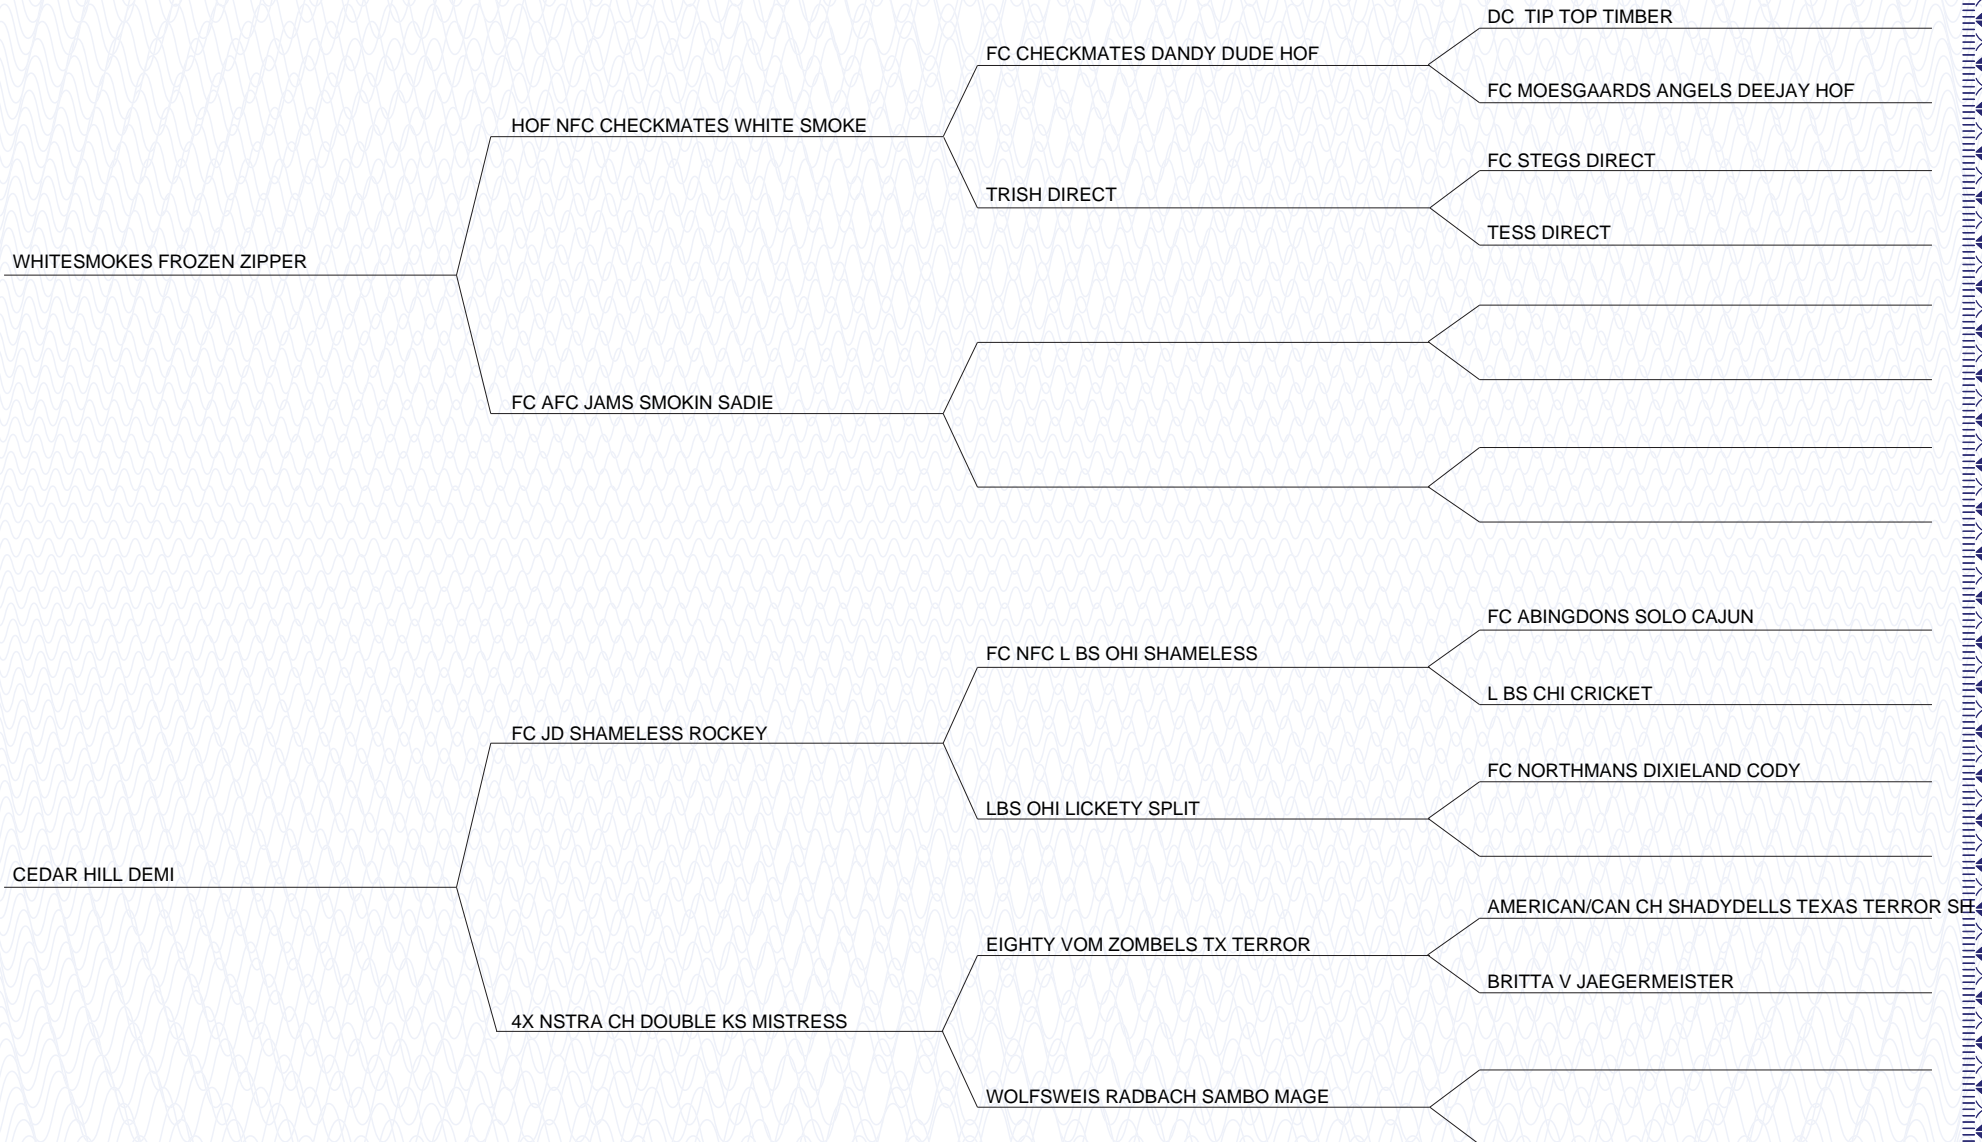 DC  TIP TOP TIMBER
FC CHECKMATES DANDY DUDE HOF
FC MOESGAARDS ANGELS DEEJAY HOF
HOF NFC CHECKMATES WHITE SMOKE
FC STEGS DIRECT
TRISH DIRECT
TESS DIRECT
WHITESMOKES FROZEN ZIPPER
FC AFC JAMS SMOKIN SADIE
FC ABINGDONS SOLO CAJUN
FC NFC L BS OHI SHAMELESS
L BS CHI CRICKET
FC JD SHAMELESS ROCKEY
FC NORTHMANS DIXIELAND CODY
LBS OHI LICKETY SPLIT
CEDAR HILL DEMI
AMERICAN/CAN CH SHADYDELLS TEXAS TERROR
EIGHTY VOM ZOMBELS TX TERROR
BRITTA V JAEGERMEISTER
4X NSTRA CH DOUBLE KS MISTRESS
WOLFSWEIS RADBACH SAMBO MAGE